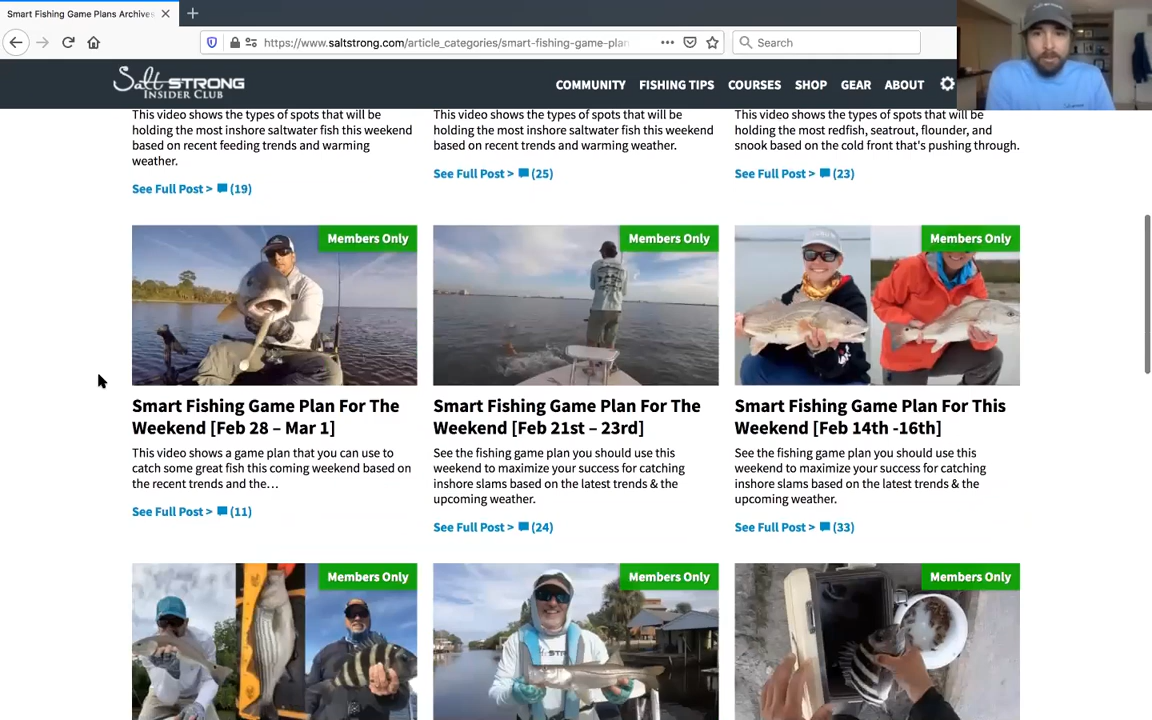 Smart Fishing Game Plans Archives
https://www.saltstrong.com/article_categories/smart-fishing-game-plan
Search
Salt STRONG
INSIDER CLUB
COMMUNITY FISHING TIPS COURSES SHOP GEAR ABOUT
This video shows the types of spots that will be
holding the most inshore saltwater fish this weekend
based on recent feeding trends and warming
weather.
See Full Post > (19)
This video shows the types of spots that will be
holding the most inshore saltwater fish this weekend
based on recent trends and warming weather.
See Full Post > (25)
This video shows the types of spots that will be
holding the most redfish, seatrout, flounder, and
snook based on the cold front that's pushing through.
See Full Post > (23)
Members Only
Smart Fishing Game Plan For The
Weekend [Feb 28 – Mar 1]
This video shows a game plan that you can use to
catch some great fish this coming weekend based on
the recent trends and the…
See Full Post > (11)
Members Only
Smart Fishing Game Plan For The
Weekend [Feb 21st – 23rd]
See the fishing game plan you should use this
weekend to maximize your success for catching
inshore slams based on the latest trends & the
upcoming weather.
See Full Post > (24)
Members Only
Smart Fishing Game Plan For This
Weekend [Feb 14th -16th]
See the fishing game plan you should use this
weekend to maximize your success for catching
inshore slams based on the latest trends & the
upcoming weather.
See Full Post > (33)
Members Only
Members Only
Members Only